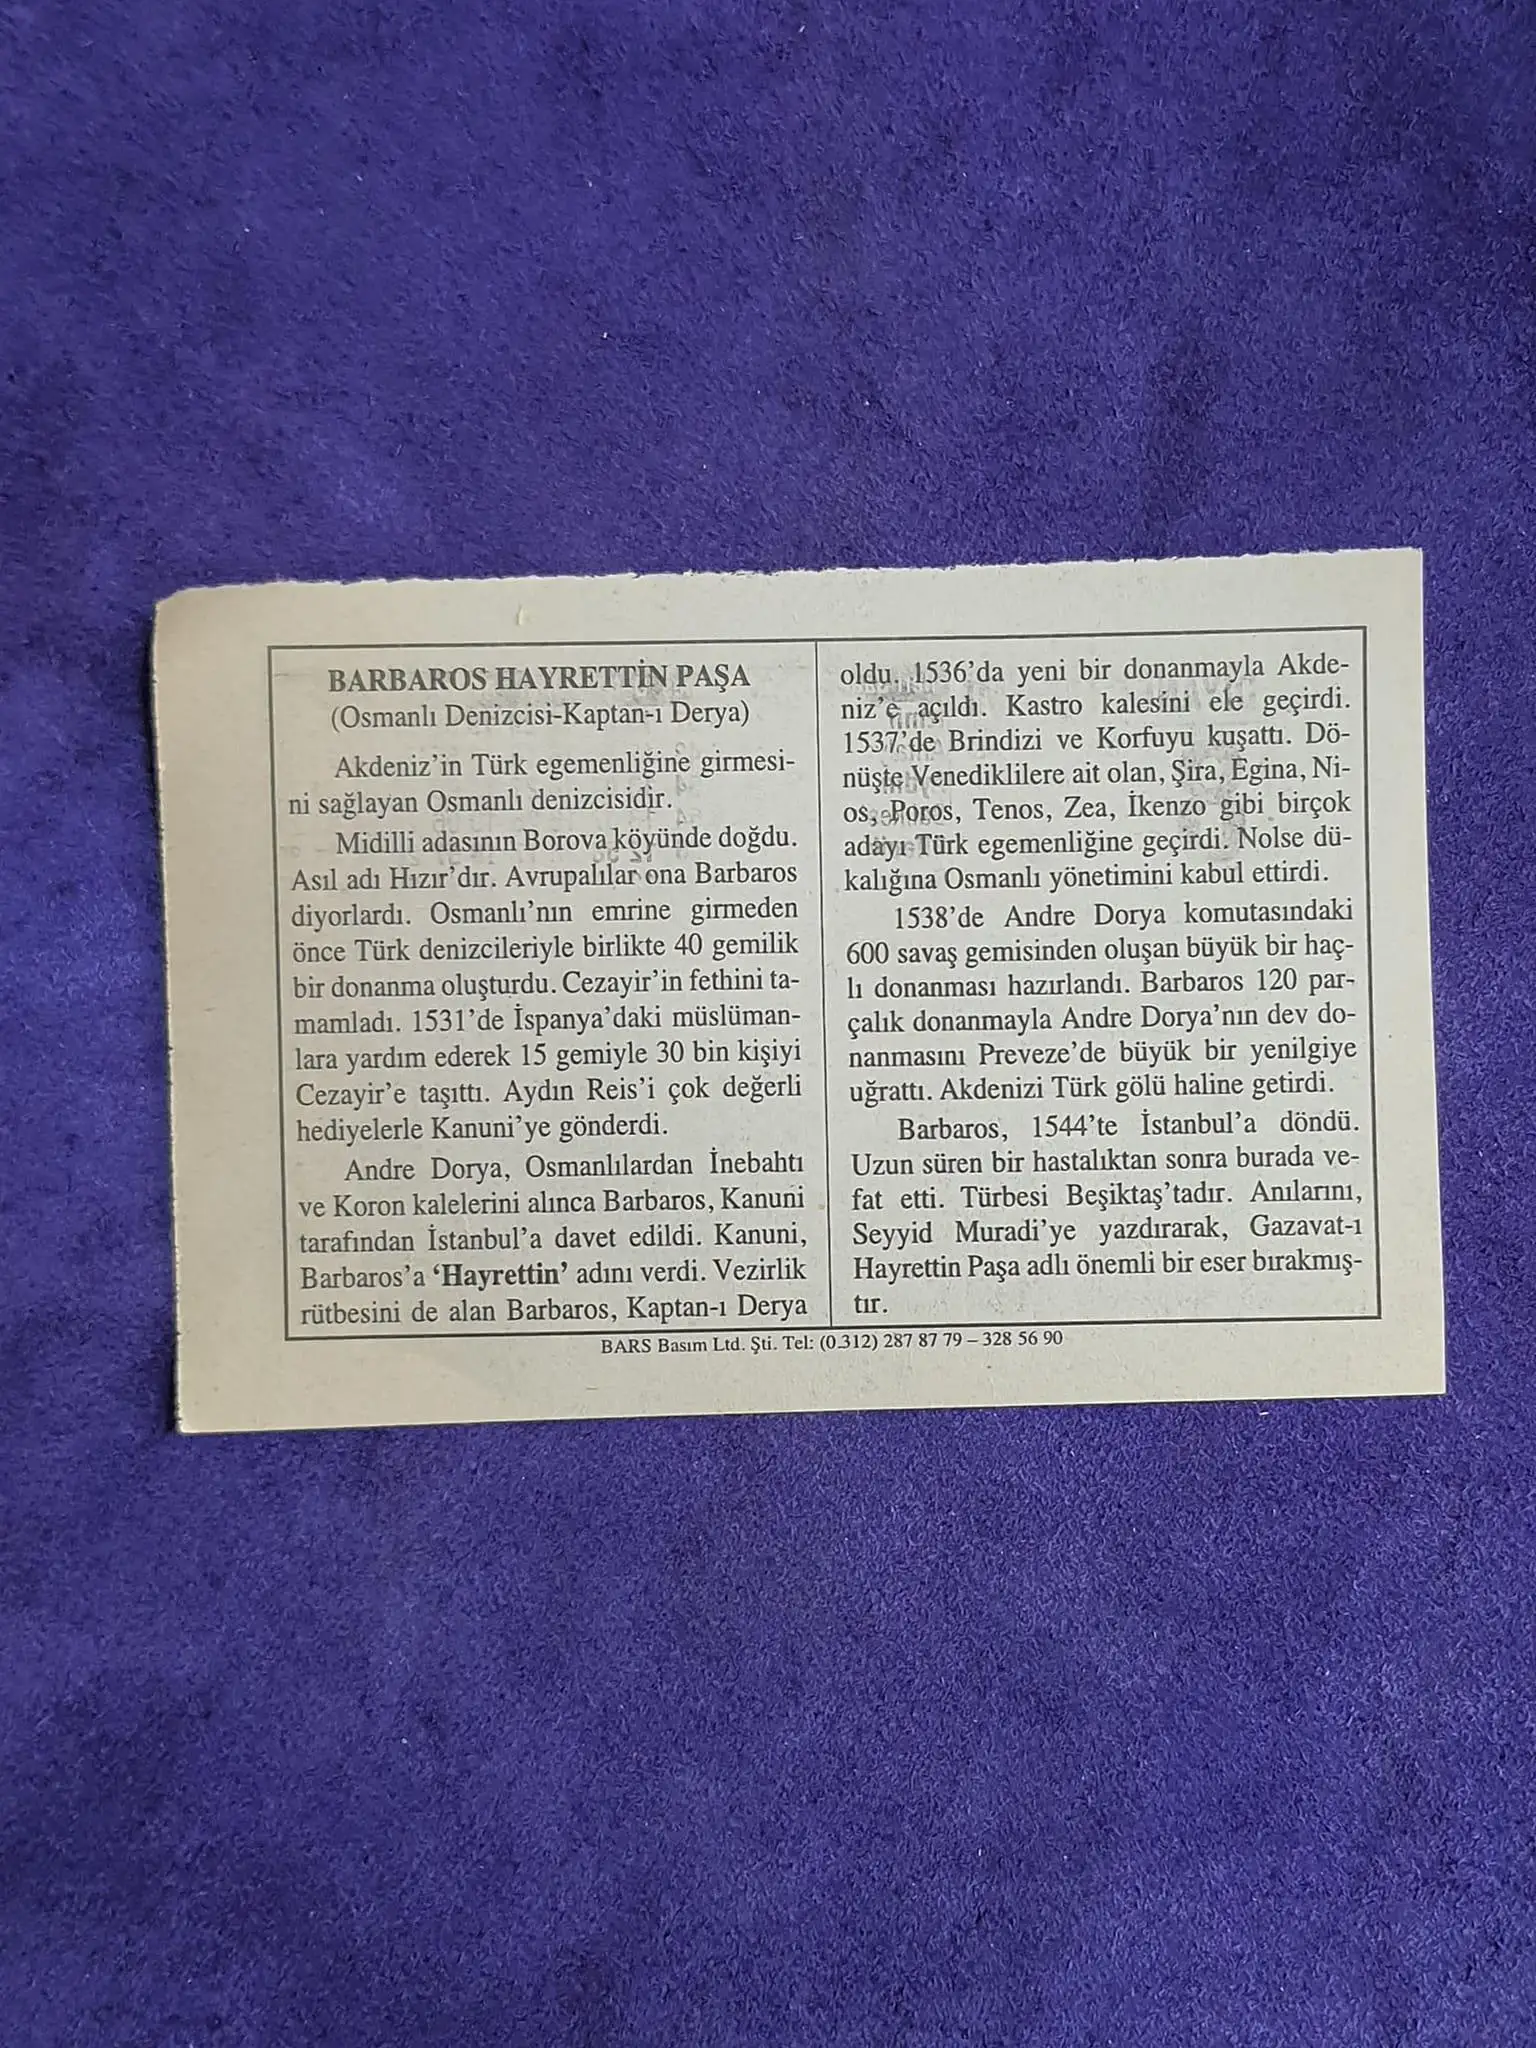 BARBAROS HAYRETTİN PAŞA
(Osmanlı Denizcisi-Kaptan-ı Derya)
Akdeniz’in Türk egemenliğine girmesi-
ni sağlayan Osmanlı denizcisidir.
Midilli adasının Borova köyünde doğdu.
Asıl adı Hızır’dır. Avrupalılar ona Barbaros
diyorlardı. Osmanlı’nın emrine girmeden
önce Türk denizcileriyle birlikte 40 gemilik
bir donanma oluşturdu. Cezayir’in fethini ta-
mamladı. 1531’de İspanya’daki müslüman-
lara yardım ederek 15 gemiyle 30 bin kişiyi
Cezayir’e taşıttı. Aydın Reis’i çok değerli
hediyelerle Kanuni’ye gönderdi.
Andre Dorya, Osmanlılardan İnebahtı
ve Koron kalelerini alınca Barbaros, Kanuni
tarafından İstanbul’a davet edildi. Kanuni,
Barbaros’a ‘Hayrettin’ adını verdi. Vezirlik
rütbesini de alan Barbaros, Kaptan-ı Derya
oldu. 1536’da yeni bir donanmayla Akde-
niz’e açıldı. Kastro kalesini ele geçirdi.
1537’de Brindizi ve Korfuyu kuşattı. Dö-
nüşte Venediklilere ait olan, Şira, Egina, Ni-
os, Poros, Tenos, Zea, İkenzo gibi birçok
adayı Türk egemenliğine geçirdi. Nolse dü-
kalığına Osmanlı yönetimini kabul ettirdi.
1538’de Andre Dorya komutasındaki
600 savaş gemisinden oluşan büyük bir haç-
lı donanması hazırlandı. Barbaros 120 par-
çalık donanmayla Andre Dorya’nın dev do-
nanmasını Preveze’de büyük bir yenilgiye
uğrattı. Akdenizi Türk gölü haline getirdi.
Barbaros, 1544’te İstanbul’a döndü.
Uzun süren bir hastalıktan sonra burada ve-
fat etti. Türbesi Beşiktaş’tadır. Anılarını,
Seyyid Muradi’ye yazdırarak, Gazavat-ı
Hayrettin Paşa adlı önemli bir eser bırakmış-
tır.
BARS Basım Ltd. Şti. Tel: (0.312) 287 87 79 – 328 56 90